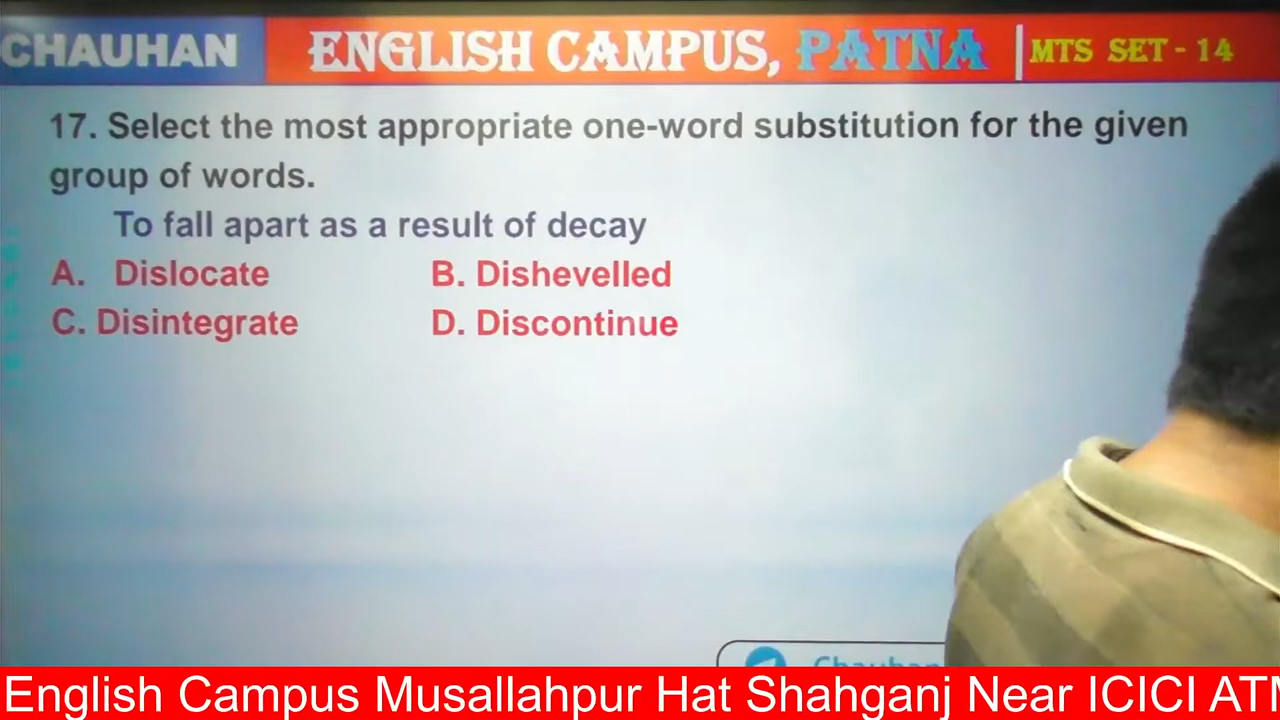 CHAUHAN ENGLISH CAMPUS, PATNA MTS SET - 14
17. Select the most appropriate one-word substitution for the given
group of words.
To fall apart as a result of decay
A. Dislocate B. Dishevelled
C. Disintegrate D. Discontinue
Chauhan
English Campus Musallahpur Hat Shahganj Near ICICI ATM